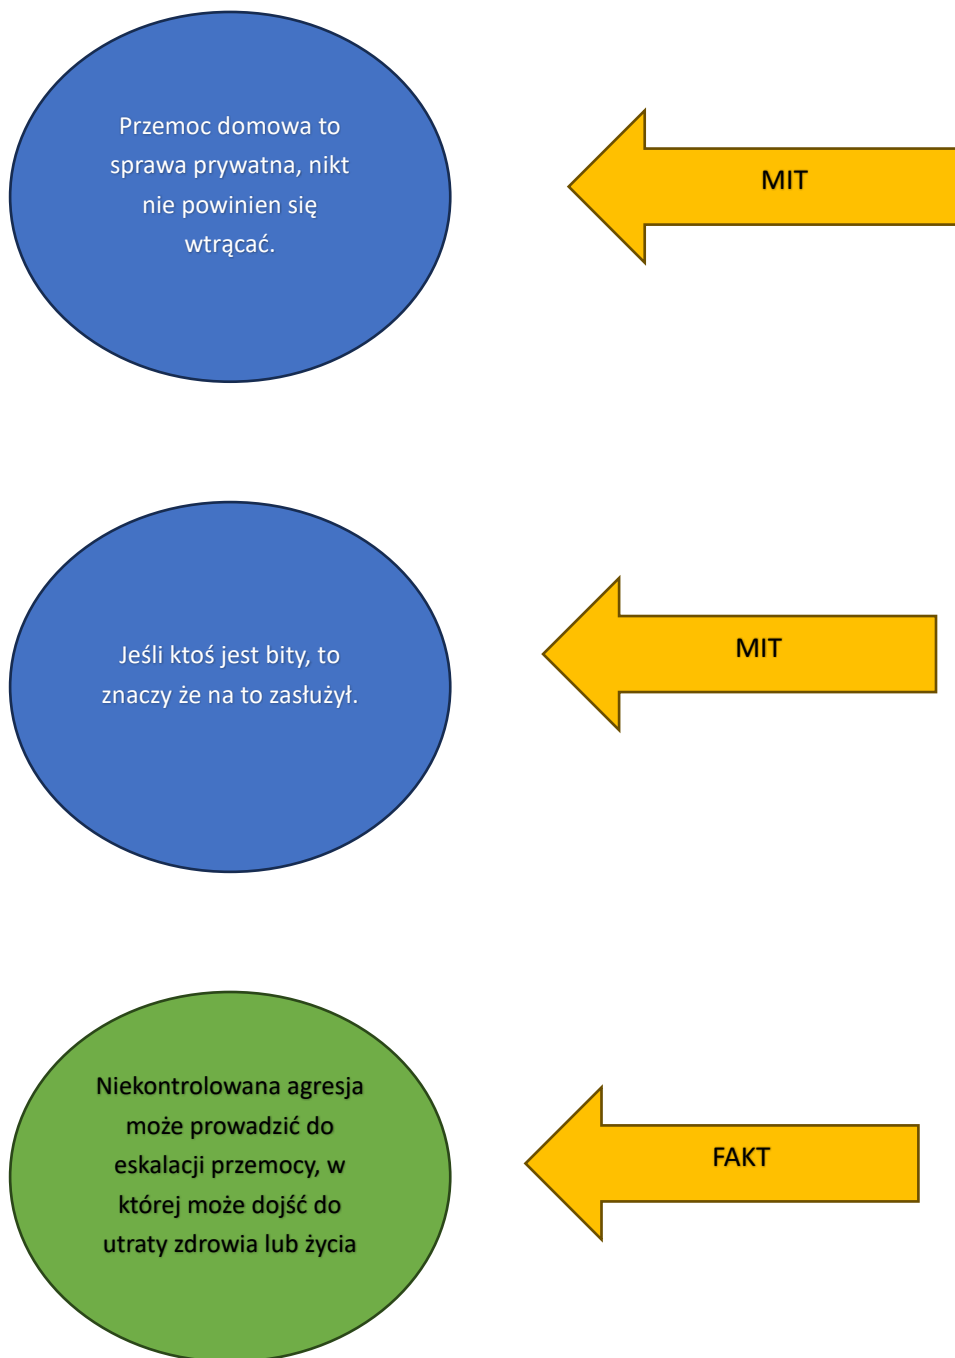 Przemoc domowa to
sprawa prywatna, nikt
nie powinien się
wtrącać.
MIT
Jeśli ktoś jest bity, to
znaczy że na to zasłużył.
MIT
Niekontrolowana agresja
może prowadzić do
eskalacji przemocy, w
której może dojść do
utraty zdrowia lub życia
FAKT